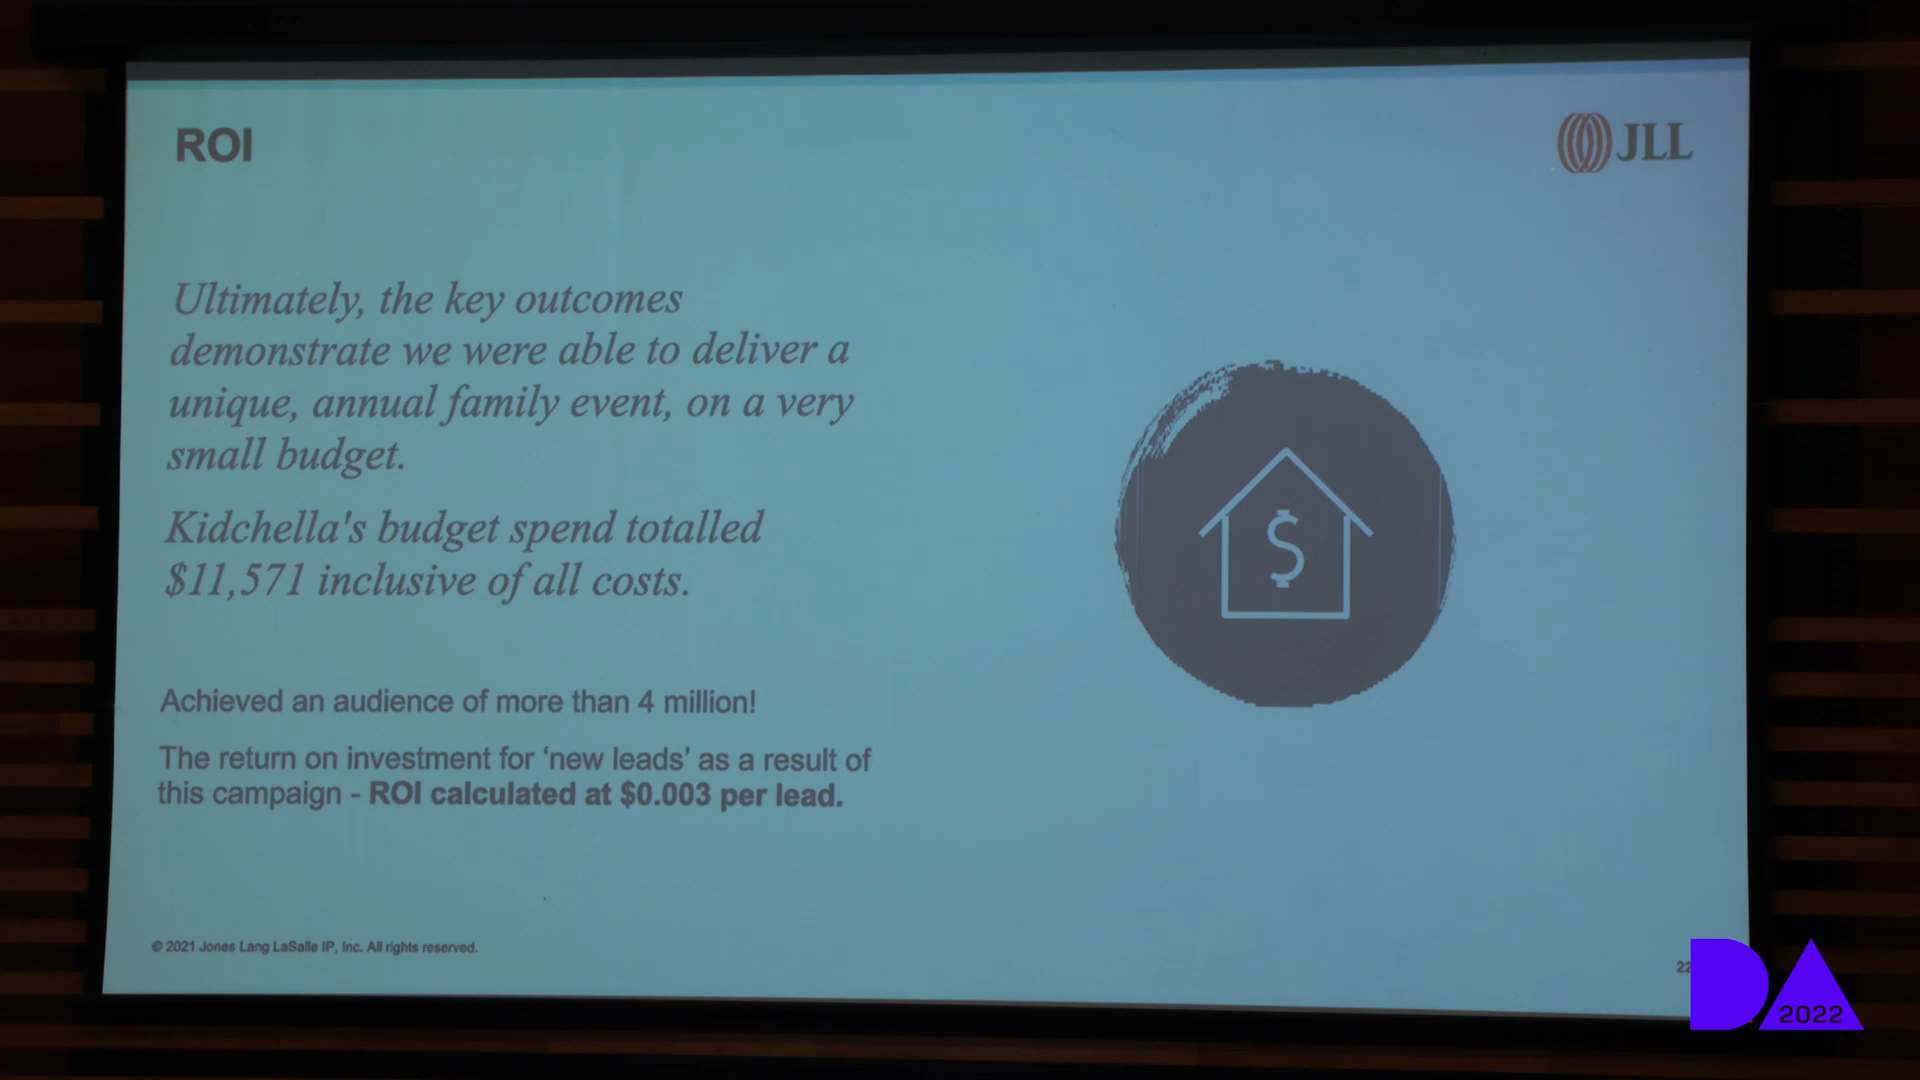 ROI
JLL
Ultimately, the key outcomes
demonstrate we were able to deliver a
unique, annual family event, on a very
small budget.
Kidchella's budget spend totalled
$11,571 inclusive of all costs.
$
Achieved an audience of more than 4 million!
The return on investment for ‘new leads’ as a result of
this campaign - ROI calculated at $0.003 per lead.
© 2021 Jones Lang LaSalle IP, Inc. All rights reserved.
22
DA
2022